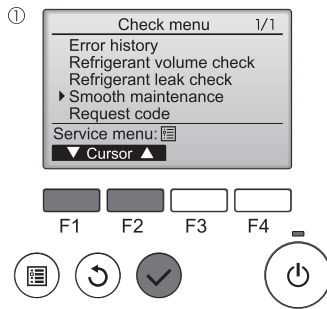 ①
Check menu 1/1
Error history
Refrigerant volume check
Refrigerant leak check
Smooth maintenance
Request code
Service menu:
▼ Cursor ▲
F1 F2 F3 F4